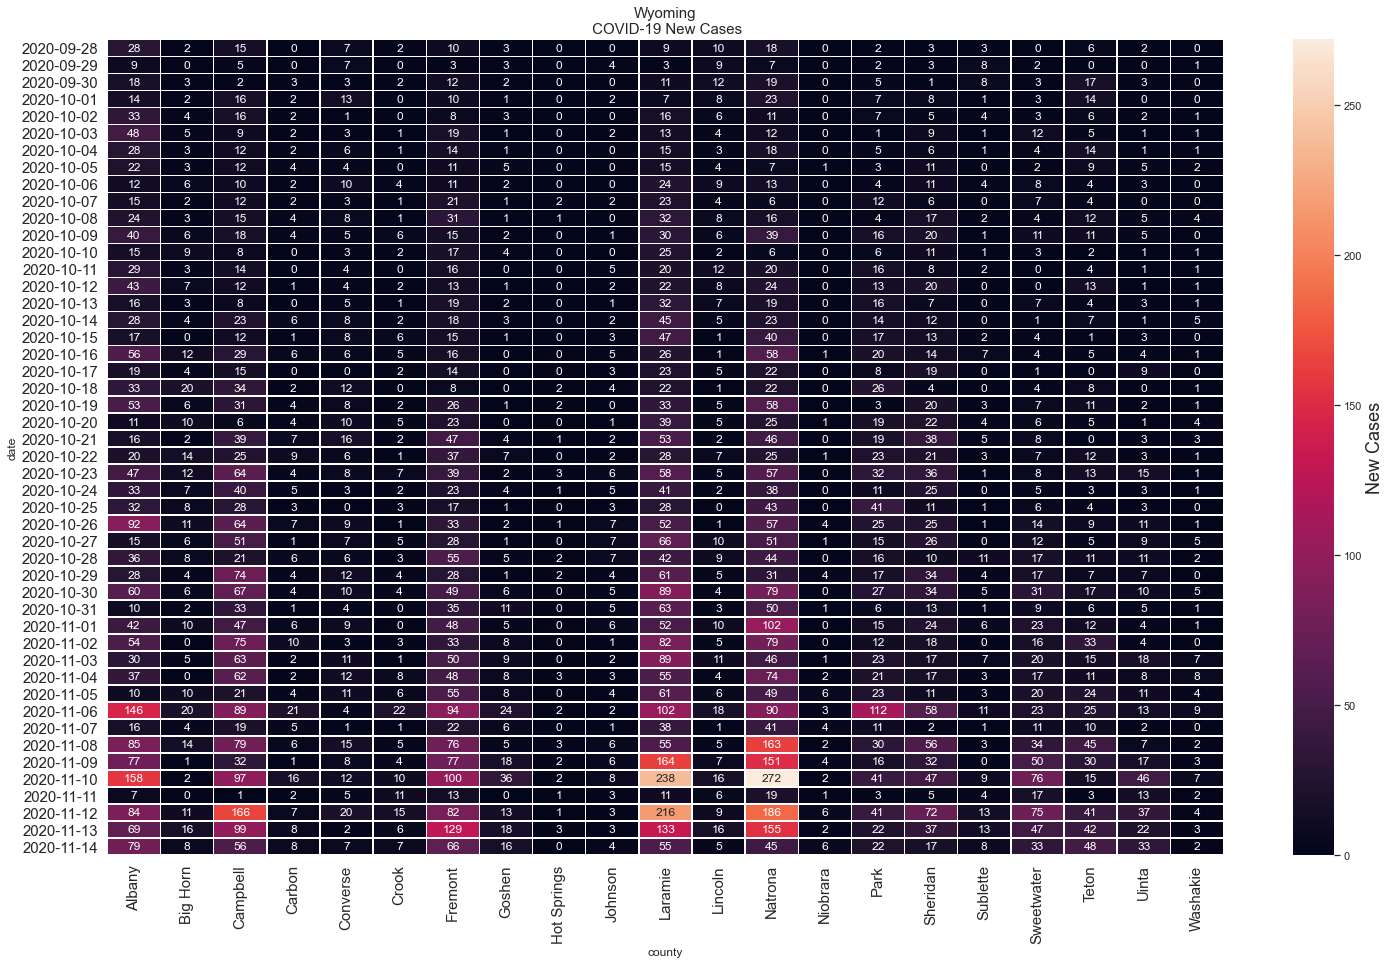 Wyoming
COVID-19 New Cases
2020-09-28 28 2 15 0 7 2 10 3 0 0 9 10 18 0 2 3 3 0 6 2 0
2020-09-29 9 0 5 0 7 0 3 3 0 4 3 9 7 0 2 3 8 2 0 0 1
2020-09-30 18 3 2 3 3 2 12 2 0 0 11 12 19 0 5 1 8 3 17 3 0
2020-10-01 14 2 16 2 13 0 10 1 0 2 7 8 23 0 7 8 1 3 14 0 0
2020-10-02 33 4 16 2 1 0 8 3 0 0 16 6 11 0 7 5 4 3 6 2 1
2020-10-03 48 5 9 2 3 1 19 1 0 2 13 4 12 0 1 9 1 12 5 1 1
2020-10-04 28 3 12 2 6 1 14 1 0 0 15 3 18 0 5 6 1 4 14 1 1
2020-10-05 22 3 12 4 4 0 11 5 0 0 15 4 7 1 3 11 0 2 9 5 2
2020-10-06 12 6 10 2 10 4 11 2 0 0 24 9 13 0 4 11 4 8 4 3 0
2020-10-07 15 2 12 2 3 1 21 1 2 2 23 4 6 0 12 6 0 7 4 0 0
2020-10-08 24 3 15 4 8 1 31 1 1 0 32 8 16 0 4 17 2 4 12 5 4
2020-10-09 40 6 18 4 5 6 15 2 0 1 30 6 39 0 16 20 1 11 11 5 0
2020-10-10 15 9 8 0 3 2 17 4 0 0 25 2 6 0 6 11 1 3 2 1 1
2020-10-11 29 3 14 0 4 0 16 0 0 5 20 12 20 0 16 8 2 0 4 1 1
2020-10-12 43 7 12 1 4 2 13 1 0 2 22 8 24 0 13 20 0 0 13 1 1
2020-10-13 16 3 8 0 5 1 19 2 0 1 32 7 19 0 16 7 0 7 4 3 1
2020-10-14 28 4 23 6 8 2 18 3 0 2 45 5 23 0 14 12 0 1 7 1 5
2020-10-15 17 0 12 1 8 6 15 1 0 3 47 1 40 0 17 13 2 4 1 3 0
2020-10-16 56 12 29 6 6 5 16 0 0 5 26 1 58 1 20 14 7 4 5 4 1
2020-10-17 19 4 15 0 0 2 14 0 0 3 23 5 22 0 8 19 0 1 0 9 0
2020-10-18 33 20 34 2 12 0 8 0 2 4 22 1 22 0 26 4 0 4 8 0 1
2020-10-19 53 6 31 4 8 2 26 1 2 0 33 5 58 0 3 20 3 7 11 2 1
2020-10-20 11 10 6 4 10 5 23 0 0 1 39 5 25 1 19 22 4 6 5 1 4
2020-10-21 16 2 39 7 16 2 47 4 1 2 53 2 46 0 19 38 5 8 0 3 3
2020-10-22 20 14 25 9 6 1 37 7 0 2 28 7 25 1 23 21 3 7 12 3 1
2020-10-23 47 12 64 4 8 7 39 2 3 6 58 5 57 0 32 36 1 8 13 15 1
2020-10-24 33 7 40 5 3 2 23 4 1 5 41 2 38 0 11 25 0 5 3 3 1
2020-10-25 32 8 28 3 0 3 17 1 0 3 28 0 43 0 41 11 1 6 4 3 0
2020-10-26 92 11 64 7 9 1 33 2 1 7 52 1 57 4 25 25 1 14 9 11 1
2020-10-27 15 6 51 1 7 5 28 1 0 7 66 10 51 1 15 26 0 12 5 9 5
2020-10-28 36 8 21 6 6 3 55 5 2 7 42 9 44 0 16 10 11 17 11 11 2
2020-10-29 28 4 74 4 12 4 28 1 2 4 61 5 31 4 17 34 4 17 7 7 0
2020-10-30 60 6 67 4 10 4 49 6 0 5 89 4 79 0 27 34 5 31 17 10 5
2020-10-31 10 2 33 1 4 0 35 11 0 5 63 3 50 1 6 13 1 9 6 5 1
2020-11-01 42 10 47 6 9 0 48 5 0 6 52 10 102 0 15 24 6 23 12 4 1
2020-11-02 54 0 75 10 3 3 33 8 0 1 82 5 79 0 12 18 0 16 33 4 0
2020-11-03 30 5 63 2 11 1 50 9 0 2 89 11 46 1 23 17 7 20 15 18 7
2020-11-04 37 0 62 2 12 8 48 8 3 3 55 4 74 2 21 17 3 17 11 8 8
2020-11-05 10 10 21 4 11 6 55 8 0 4 61 6 49 6 23 11 3 20 24 11 4
2020-11-06 146 20 89 21 4 22 94 24 2 2 102 18 90 3 112 58 11 23 25 13 9
2020-11-07 16 4 19 5 1 1 22 6 0 1 38 1 41 4 11 2 1 11 10 2 0
2020-11-08 85 14 79 6 15 5 76 5 3 6 55 5 163 2 30 56 3 34 45 7 2
2020-11-09 77 1 32 1 8 4 77 18 2 6 164 6 151 4 16 32 0 50 30 17 3
2020-11-10 158 2 97 16 12 10 100 36 2 8 238 16 272 2 41 47 9 76 15 46 7
2020-11-11 7 0 1 2 5 11 13 0 1 3 11 6 19 1 3 5 4 17 3 13 2
2020-11-12 84 11 166 7 20 15 82 13 1 3 216 9 186 6 41 72 13 75 41 37 4
2020-11-13 69 16 99 8 2 6 129 18 3 3 133 16 155 2 22 37 13 47 42 22 3
2020-11-14 79 8 56 8 7 7 66 16 0 4 55 5 45 6 22 17 8 33 48 33 2
date
Albany Big Horn Campbell Carbon Converse Crook Fremont Goshen Hot Springs Johnson Laramie Lincoln Natrona Niobrara Park Sheridan Sublette Sweetwater Teton Uinta Washakie
county
250
200
150
100
50
0
New Cases